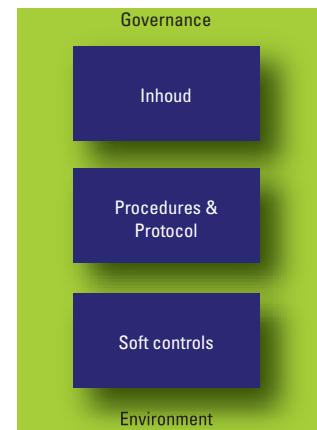 Governance
Inhoud
Procedures &
Protocol
Soft controls
Environment